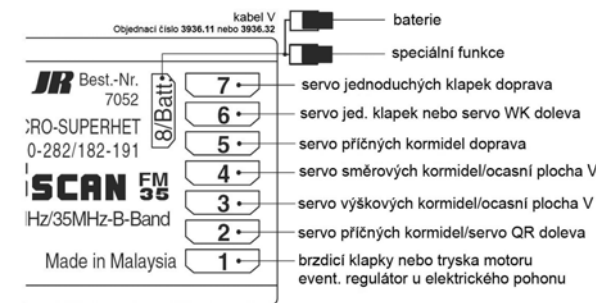 kabel V
Objednací číslo 3936.11 nebo 3936.32
baterie
speciální funkce
JR Best.-Nr.
7052
CRO-SUPERHET
0-282/182-191
SCAN FM
35
Hz/35MHz-B-Band
Made in Malaysia
8/Batt
7 servo jednoduchých klapek doprava
6 servo jed. klapek nebo servo WK doleva
5 servo příčných kormidel doprava
4 servo směrových kormidel/ocasní plocha V
3 servo výškových kormidel/ocasní plocha V
2 servo příčných kormidel/servo QR doleva
1 brzdicí klapky nebo tryska motoru
event. regulátor u elektrického pohonu